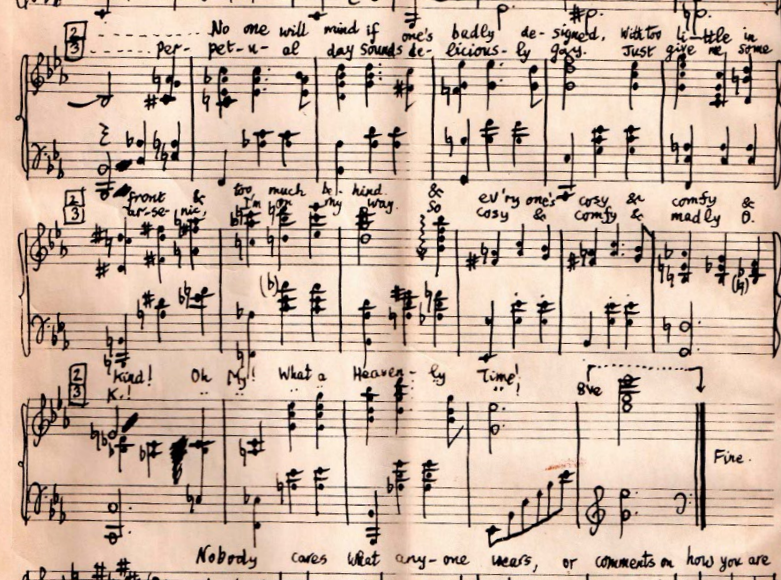 2 No one will mind if one's badly de-signed, With too li-ttle in
3 per-pet-u-al day sounds de-licious-ly gay. Just give me some
2 front & too much be-hind. & ev'ry one's cosy & comfy &
3 ar-se-nic, I'm on my way. So cosy & comfy & madly O.
2 Kind! Oh My! What a Heaven-ly Time!
3 K.!
8ve
Fine.
Nobody cares what any-one wears, or comments on how you are